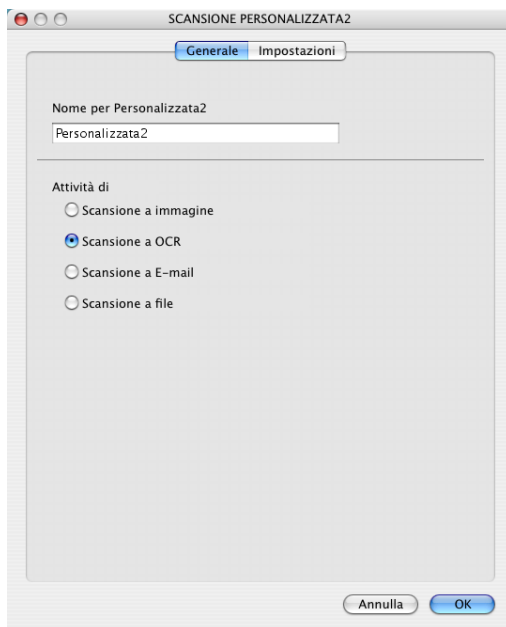 SCANSIONE PERSONALIZZATA2
Generale Impostazioni
Nome per Personalizzata2
Personalizzata2
Attività di
Scansione a immagine
Scansione a OCR
Scansione a E-mail
Scansione a file
Annulla OK